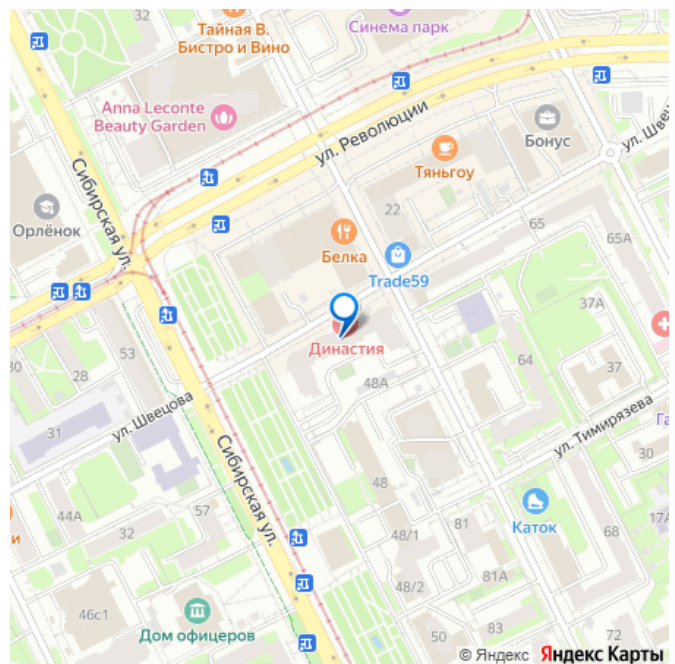 32
Тайная В.
Бистро и Вино
Синема парк
Anna Leconte
Beauty Garden
ул. Революции
Бонус
ул. Швец
Тяньгоу
Сибирская ул.
Орлёнок
22
65
65А
Белка
Trade59
37А
53
Династия
64
37
30
28
48А
ул. Швецова
ул. Тимирязева
Га
31
30
Сибирская ул.
48
44А
32
57
Каток
17А
и
48/1
81
68
81А
48/2
46с1
Дом офицеров
50
83
72
© Яндекс Яндекс Карты